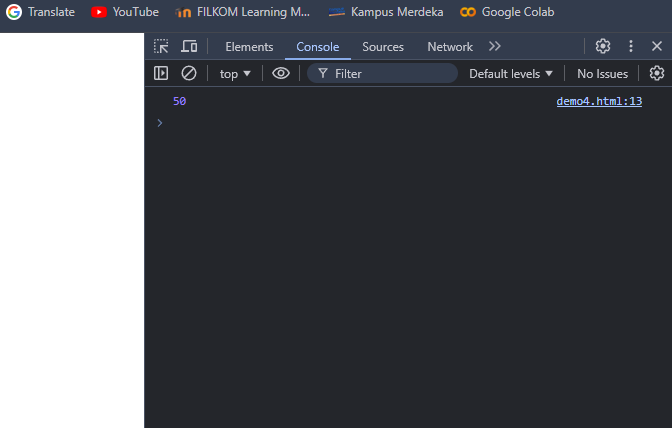 Translate YouTube FILKOM Learning M... Kampus Merdeka Google Colab
Elements Console Sources Network
top Filter Default levels No Issues
50 demo4.html:13